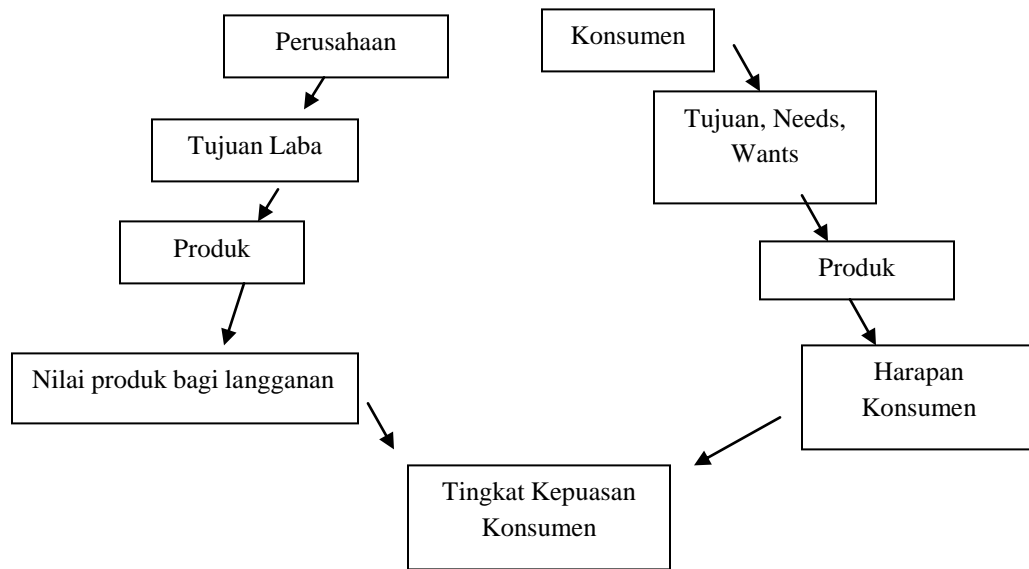 Perusahaan
Konsumen
Tujuan Laba
Tujuan, Needs,
Wants
Produk
Produk
Nilai produk bagi langganan
Harapan
Konsumen
Tingkat Kepuasan
Konsumen